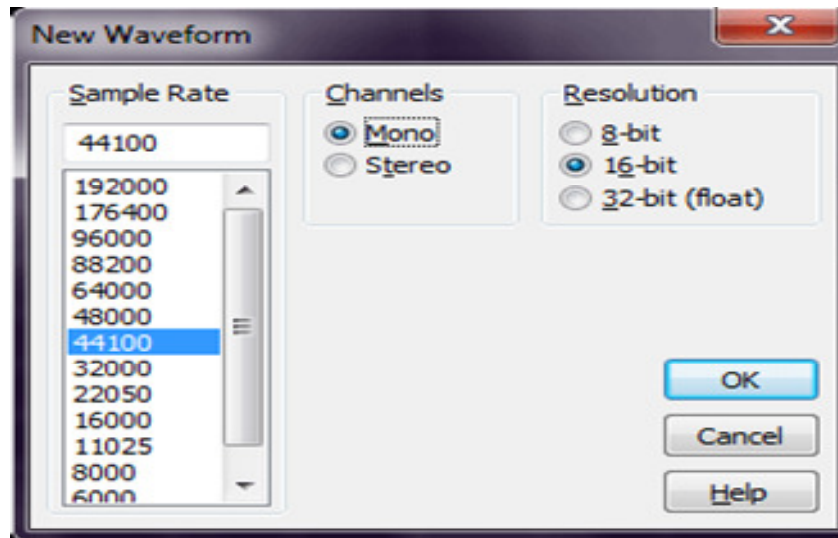 New Waveform
Sample Rate
44100
192000
176400
96000
88200
64000
48000
44100
32000
22050
16000
11025
8000
6000
Channels
Mono
Stereo
Resolution
8-bit
16-bit
32-bit (float)
OK
Cancel
Help